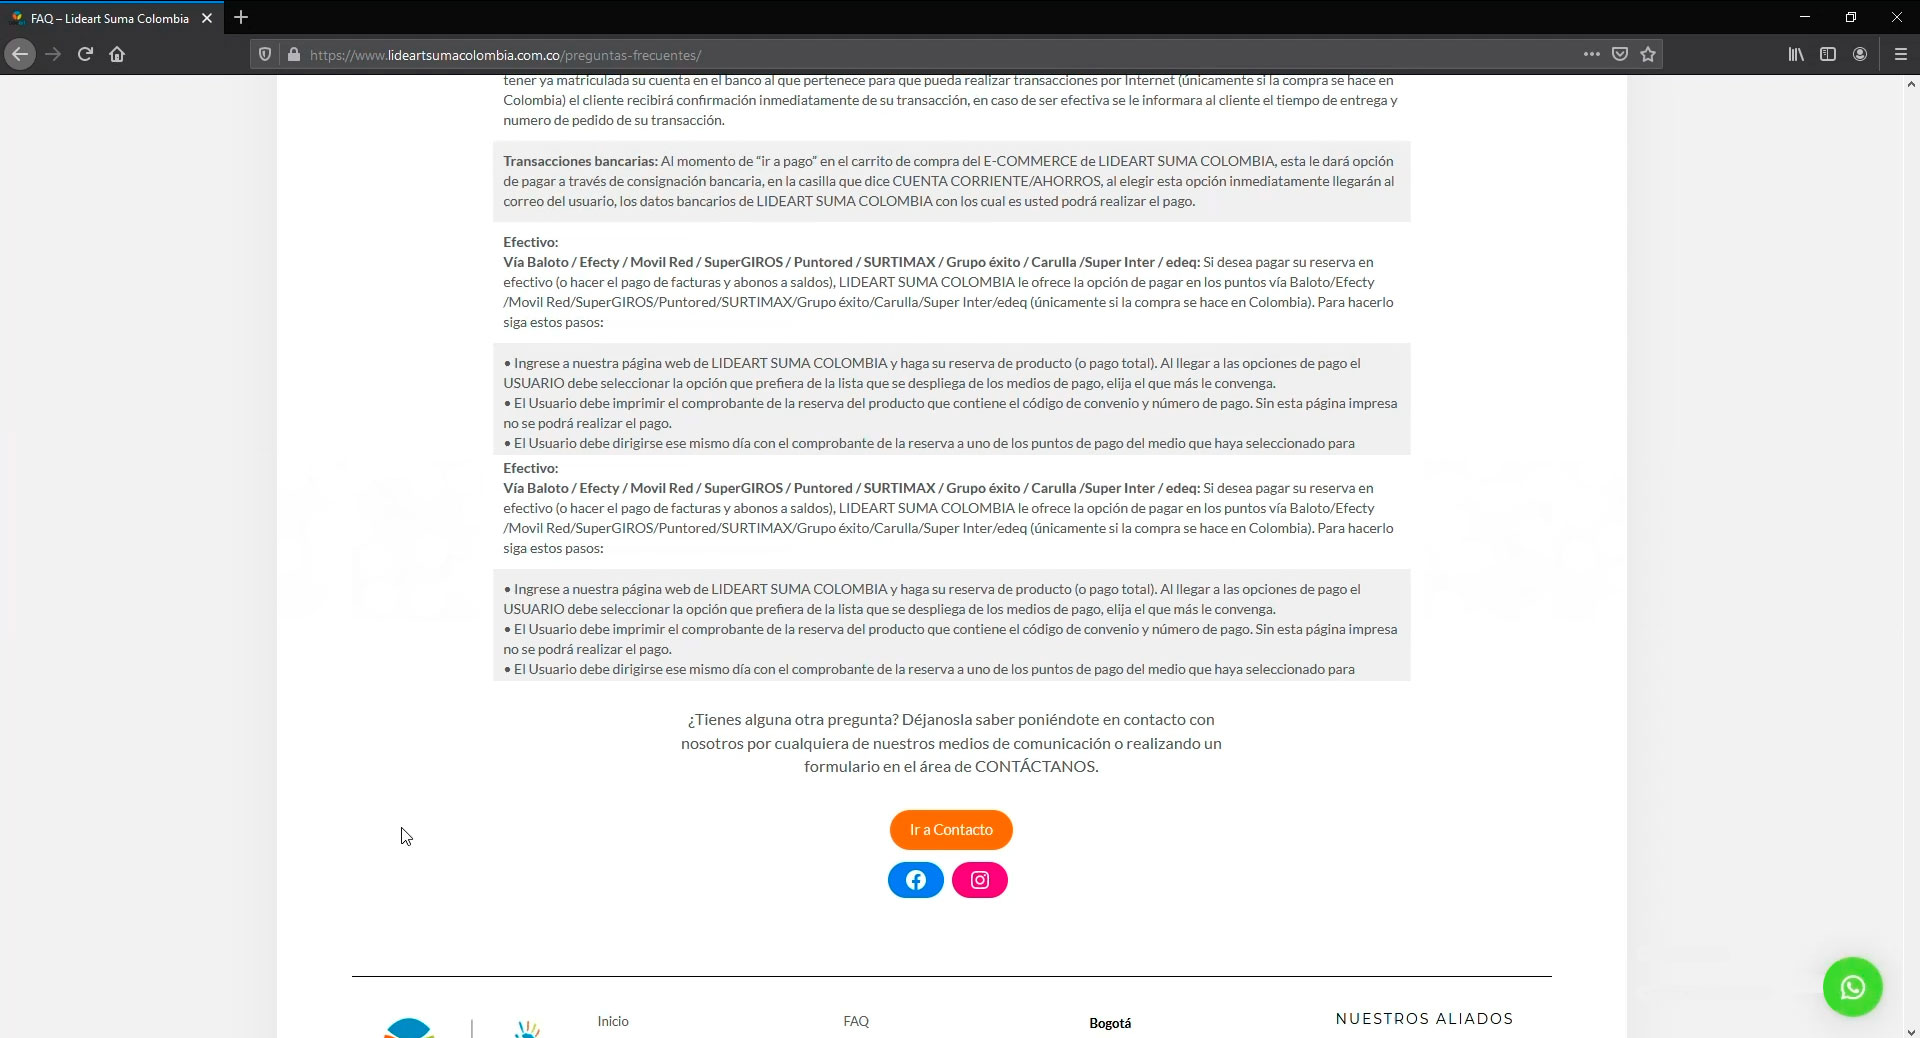 FAQ – Lideart Suma Colombia
https://www.lideartsumacolombia.com.co/preguntas-frecuentes/
tener ya matriculada su cuenta en el banco al que pertenece para que pueda realizar transacciones por Internet (únicamente si la compra se hace en
Colombia) el cliente recibirá confirmación inmediatamente de su transacción, en caso de ser efectiva se le informara al cliente el tiempo de entrega y
numero de pedido de su transacción.
Transacciones bancarias: Al momento de “ir a pago” en el carrito de compra del E-COMMERCE de LIDEART SUMA COLOMBIA, esta le dará opción
de pagar a través de consignación bancaria, en la casilla que dice CUENTA CORRIENTE/AHORROS, al elegir esta opción inmediatamente llegarán al
correo del usuario, los datos bancarios de LIDEART SUMA COLOMBIA con los cual es usted podrá realizar el pago.
Efectivo:
Vía Baloto / Efecty / Movil Red / SuperGIROS / Puntored / SURTIMAX / Grupo éxito / Carulla /Super Inter / edeq: Si desea pagar su reserva en
efectivo (o hacer el pago de facturas y abonos a saldos), LIDEART SUMA COLOMBIA le ofrece la opción de pagar en los puntos vía Baloto/Efecty
/Movil Red/SuperGIROS/Puntored/SURTIMAX/Grupo éxito/Carulla/Super Inter/edeq (únicamente si la compra se hace en Colombia). Para hacerlo
siga estos pasos:
• Ingrese a nuestra página web de LIDEART SUMA COLOMBIA y haga su reserva de producto (o pago total). Al llegar a las opciones de pago el
USUARIO debe seleccionar la opción que prefiera de la lista que se despliega de los medios de pago, elija el que más le convenga.
• El Usuario debe imprimir el comprobante de la reserva del producto que contiene el código de convenio y número de pago. Sin esta página impresa
no se podrá realizar el pago.
• El Usuario debe dirigirse ese mismo día con el comprobante de la reserva a uno de los puntos de pago del medio que haya seleccionado para
Efectivo:
Vía Baloto / Efecty / Movil Red / SuperGIROS / Puntored / SURTIMAX / Grupo éxito / Carulla /Super Inter / edeq: Si desea pagar su reserva en
efectivo (o hacer el pago de facturas y abonos a saldos), LIDEART SUMA COLOMBIA le ofrece la opción de pagar en los puntos vía Baloto/Efecty
/Movil Red/SuperGIROS/Puntored/SURTIMAX/Grupo éxito/Carulla/Super Inter/edeq (únicamente si la compra se hace en Colombia). Para hacerlo
siga estos pasos:
• Ingrese a nuestra página web de LIDEART SUMA COLOMBIA y haga su reserva de producto (o pago total). Al llegar a las opciones de pago el
USUARIO debe seleccionar la opción que prefiera de la lista que se despliega de los medios de pago, elija el que más le convenga.
• El Usuario debe imprimir el comprobante de la reserva del producto que contiene el código de convenio y número de pago. Sin esta página impresa
no se podrá realizar el pago.
• El Usuario debe dirigirse ese mismo día con el comprobante de la reserva a uno de los puntos de pago del medio que haya seleccionado para
¿Tienes alguna otra pregunta? Déjanosla saber poniéndote en contacto con
nosotros por cualquiera de nuestros medios de comunicación o realizando un
formulario en el área de CONTÁCTANOS.
Ir a Contacto
Inicio
FAQ
Bogotá
NUESTROS ALIADOS